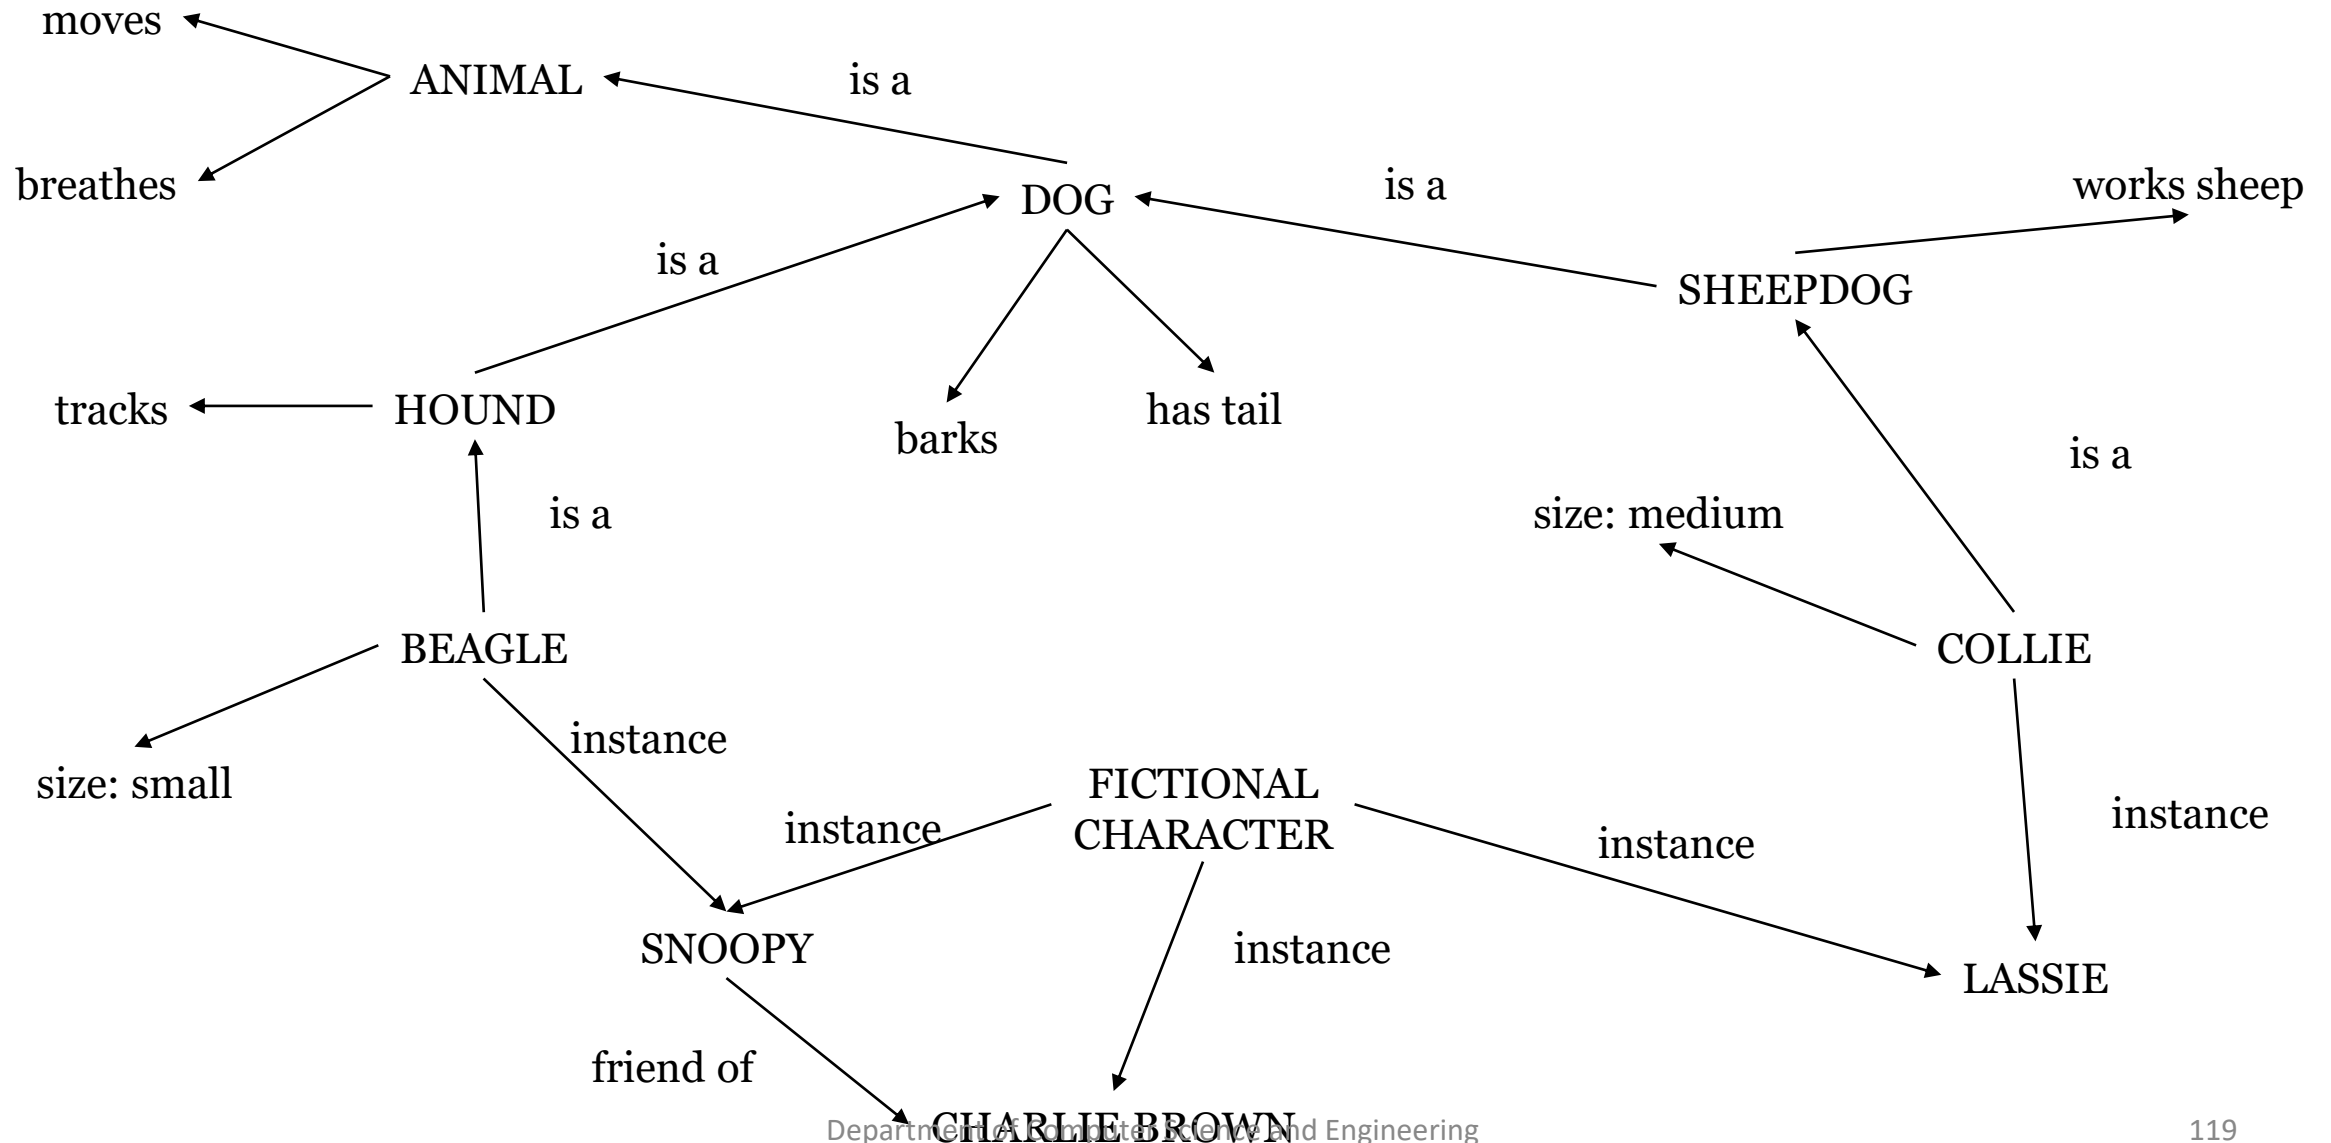 moves
ANIMAL
is a
breathes
DOG
is a
works sheep
is a
SHEEPDOG
tracks
HOUND
barks
has tail
is a
is a
size: medium
BEAGLE
COLLIE
size: small
instance
FICTIONAL
CHARACTER
instance
instance
instance
SNOOPY
instance
LASSIE
friend of
CHARLIE BROWN
Department of Computer Science and Engineering
119